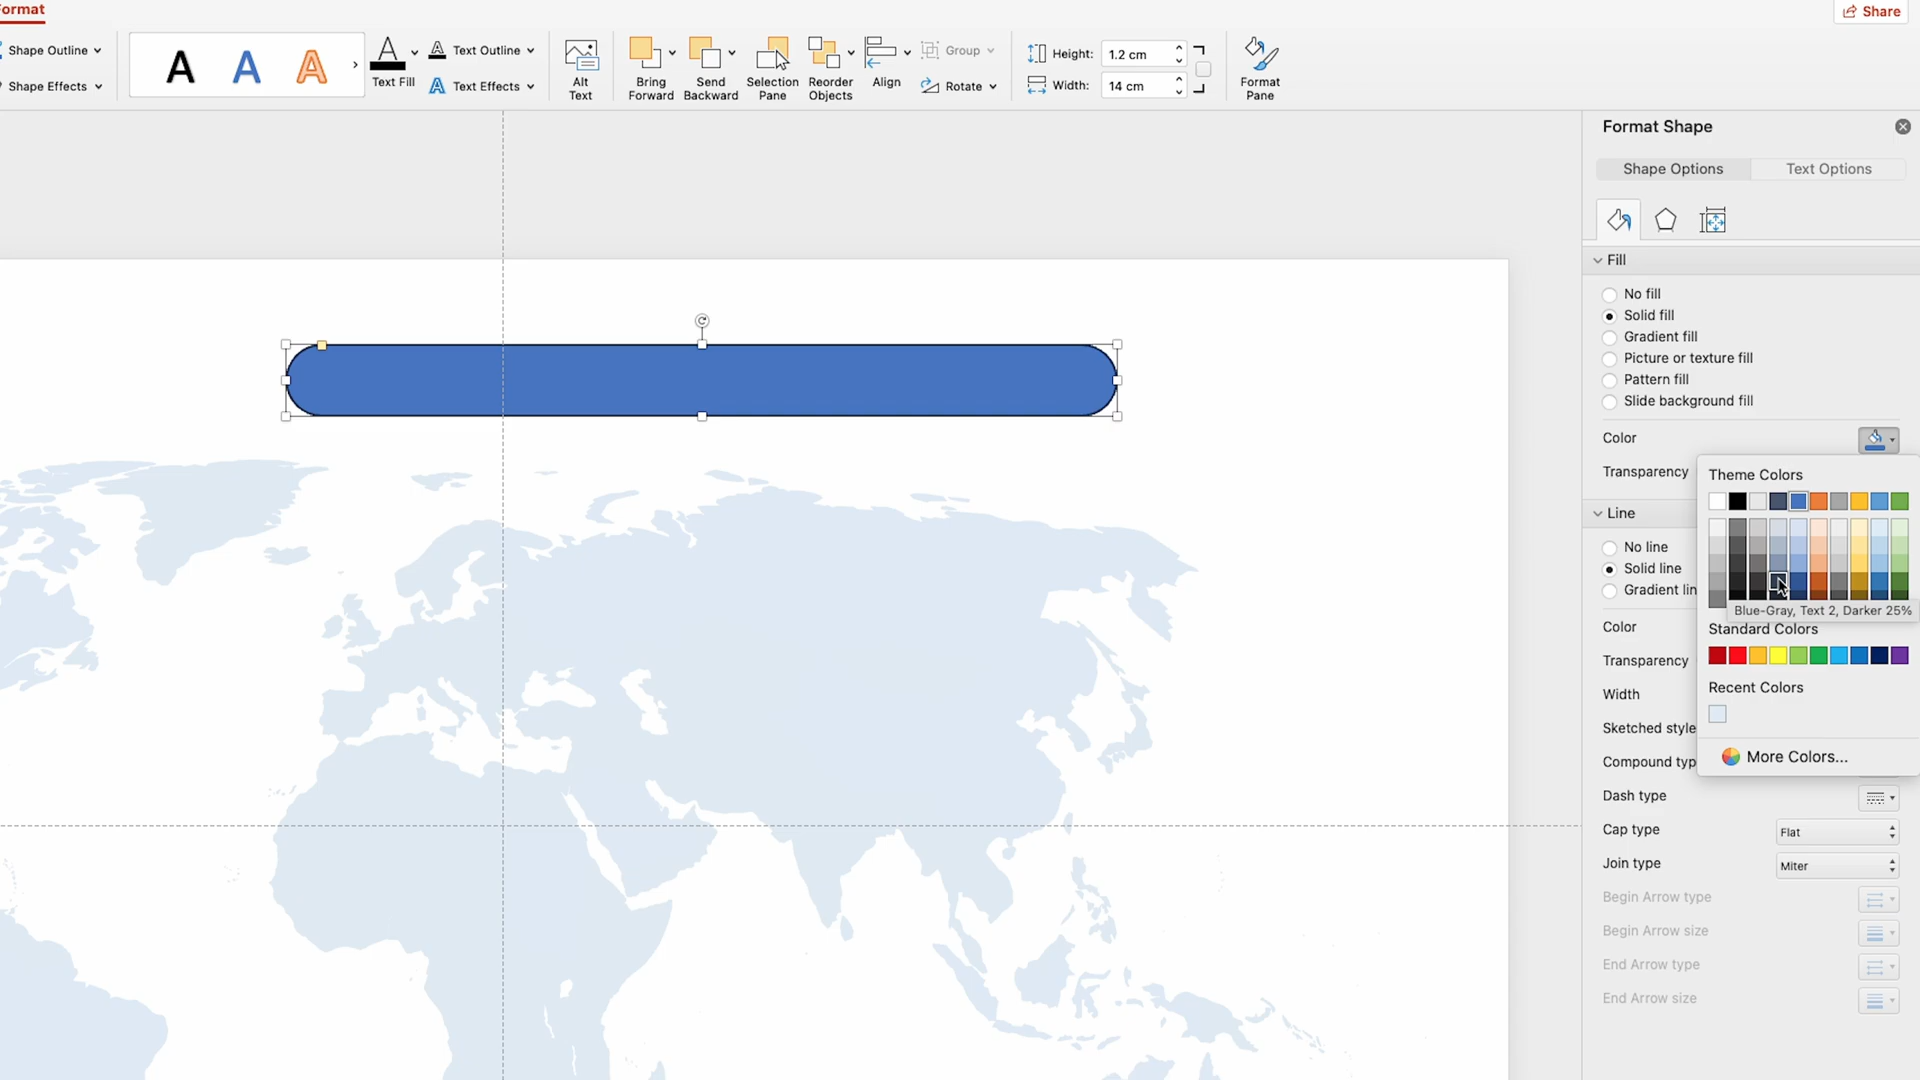 Format
Share
Shape Outline
Shape Effects
A A A
A
Text Fill
A Text Outline
A Text Effects
Alt
Text
Bring
Forward
Send
Backward
Selection
Pane
Reorder
Objects
Align
Group
Rotate
Height: 1.2 cm
Width: 14 cm
Format
Pane
Format Shape
Shape Options Text Options
Fill
No fill
Solid fill
Gradient fill
Picture or texture fill
Pattern fill
Slide background fill
Color
Transparency
Theme Colors
Line
No line
Solid line
Gradient lin
Blue-Gray, Text 2, Darker 25%
Color
Standard Colors
Transparency
Recent Colors
Width
Sketched style
Compound typ
More Colors...
Dash type
Cap type Flat
Join type Miter
Begin Arrow type
Begin Arrow size
End Arrow type
End Arrow size